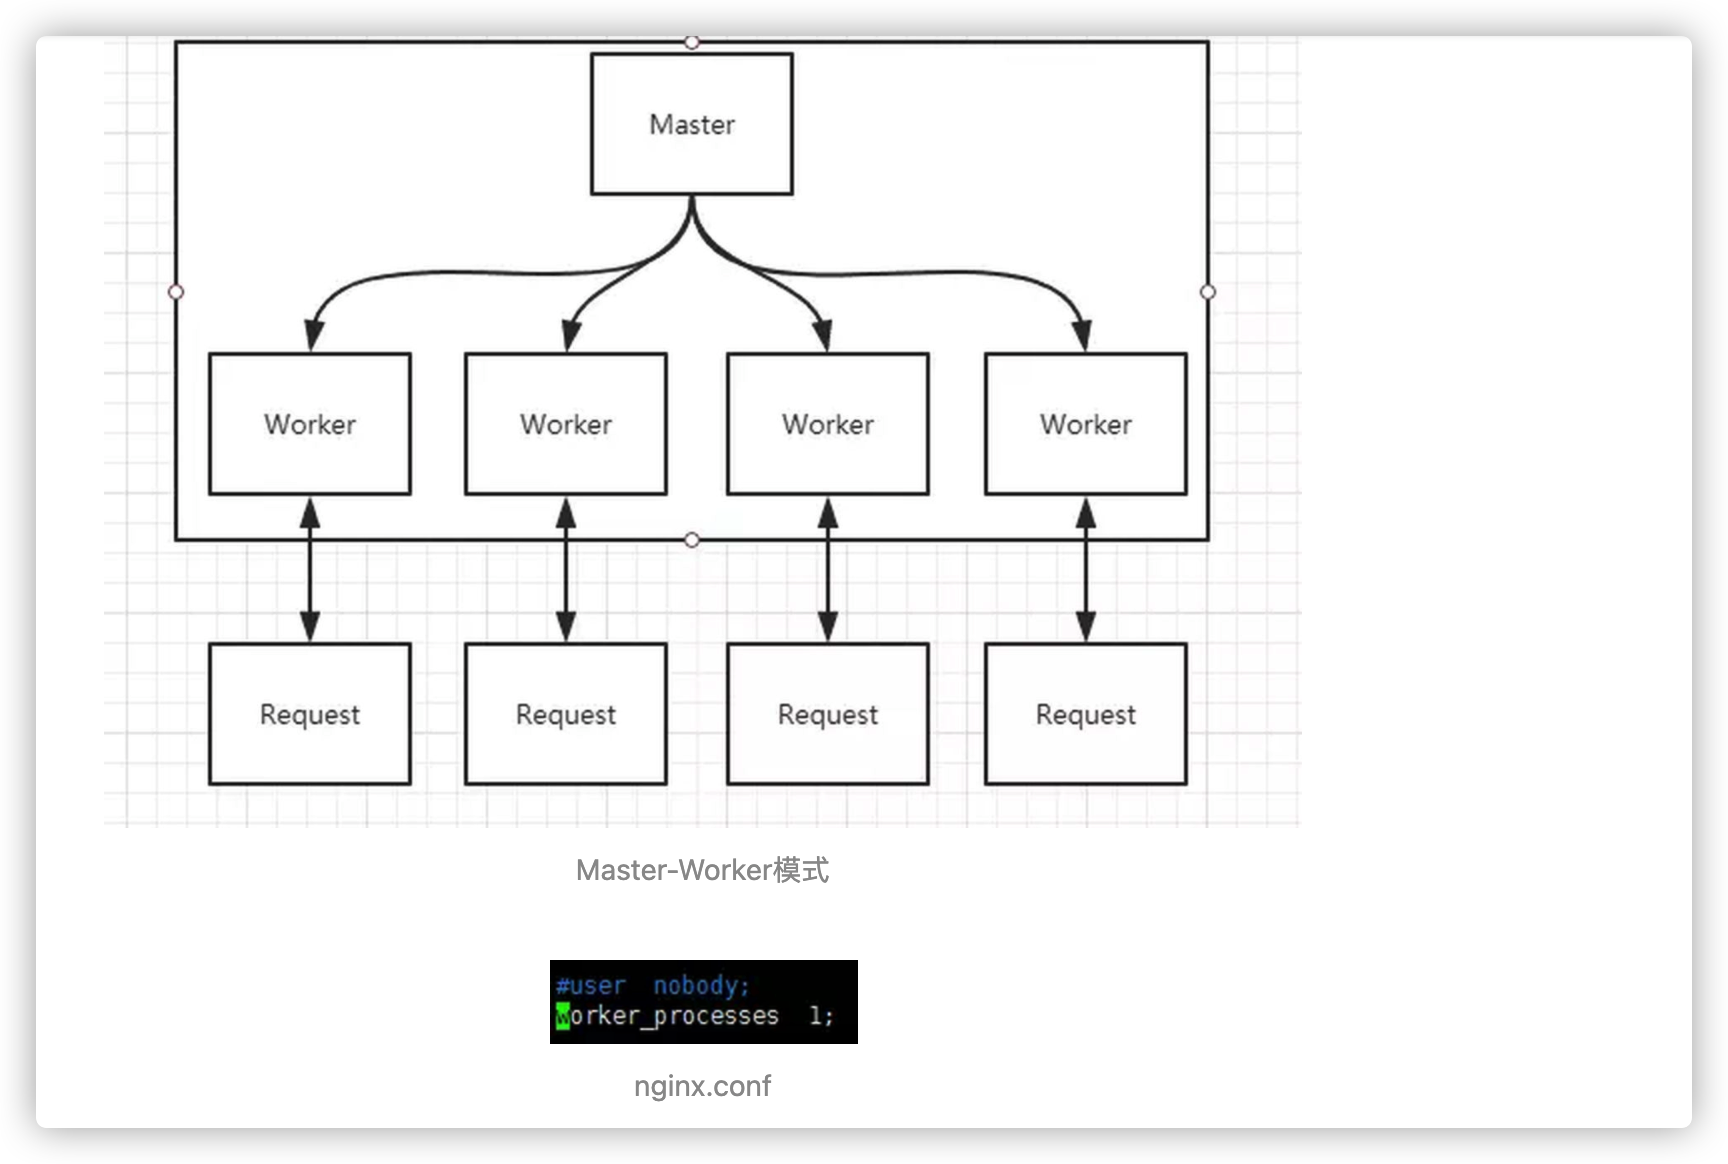 Master
Worker Worker Worker Worker
Request Request Request Request
Master-Worker模式
#user nobody;
worker_processes 1;
nginx.conf